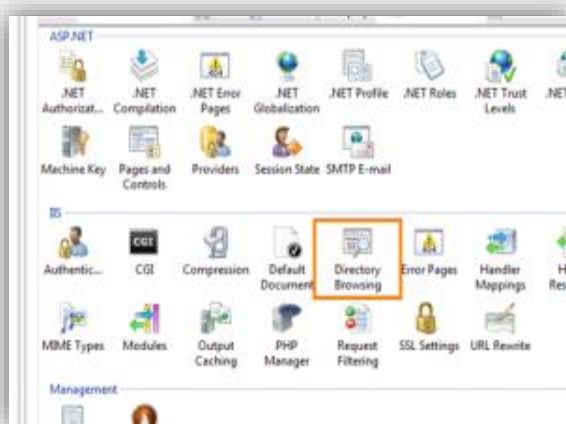 ASP.NET
.NET Authorizat...
.NET Compilation
.NET Error Pages
.NET Globalization
.NET Profile
.NET Roles
.NET Trust Levels
.NET
Machine Key
Pages and Controls
Providers
Session State
SMTP E-mail
IIS
Authentic...
CGI
CGI
Compression
Default Document
Directory Browsing
Error Pages
Handler Mappings
H
Res
MIME Types
Modules
Output Caching
PHP Manager
Request Filtering
SSL Settings
URL Rewrite
Management